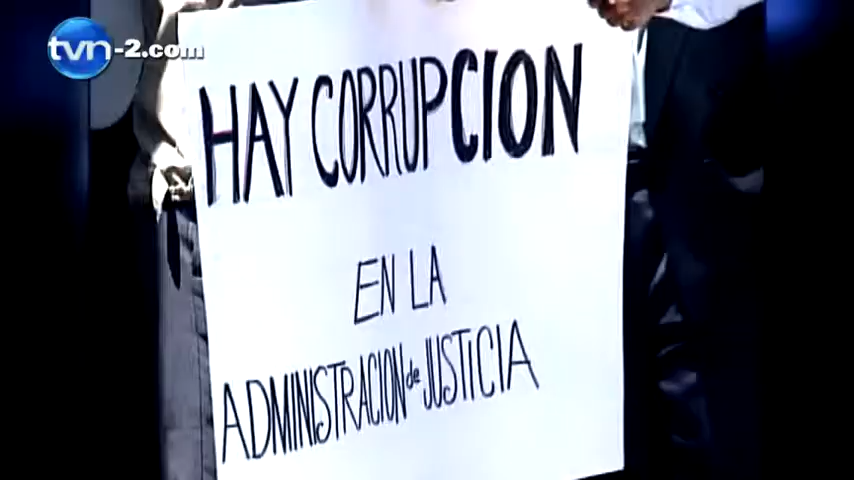 tvn-2.com
HAY CORRUPCION
EN LA
ADMINISTRACION de JUSTICIA